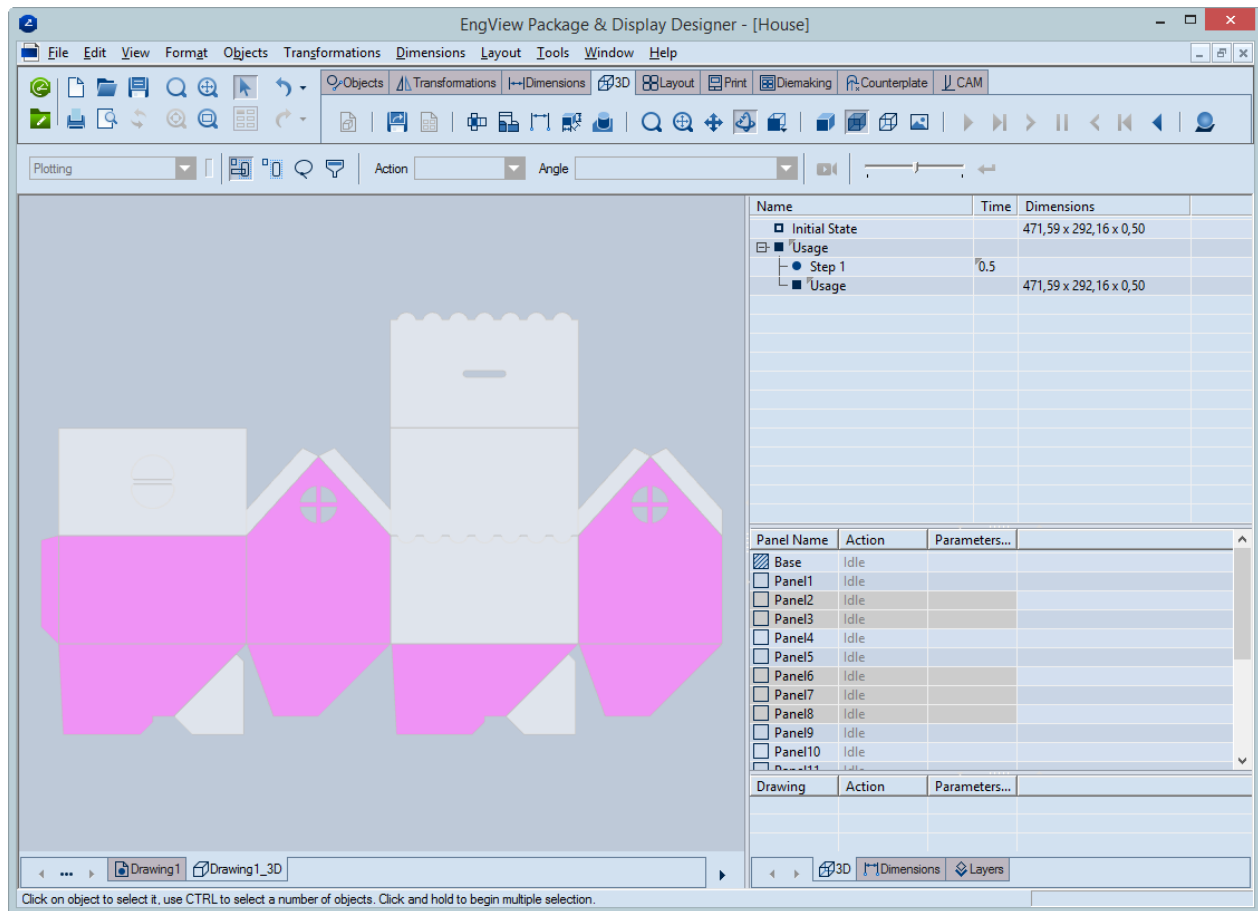 EngView Package & Display Designer - [House]
File Edit View Format Objects Transformations Dimensions Layout Tools Window Help
Objects Transformations Dimensions 3D Layout Print Diemaking Counterplate CAM
Plotting Action Angle
Name Time Dimensions
Initial State 471,59 x 292,16 x 0,50
Usage
Step 1 0.5
Usage 471,59 x 292,16 x 0,50
Panel Name Action Parameters...
Base Idle
Panel1 Idle
Panel2 Idle
Panel3 Idle
Panel4 Idle
Panel5 Idle
Panel6 Idle
Panel7 Idle
Panel8 Idle
Panel9 Idle
Panel10 Idle
Panel11 Idle
Drawing Action Parameters...
Drawing1 Drawing1_3D
3D Dimensions Layers
Click on object to select it, use CTRL to select a number of objects. Click and hold to begin multiple selection.